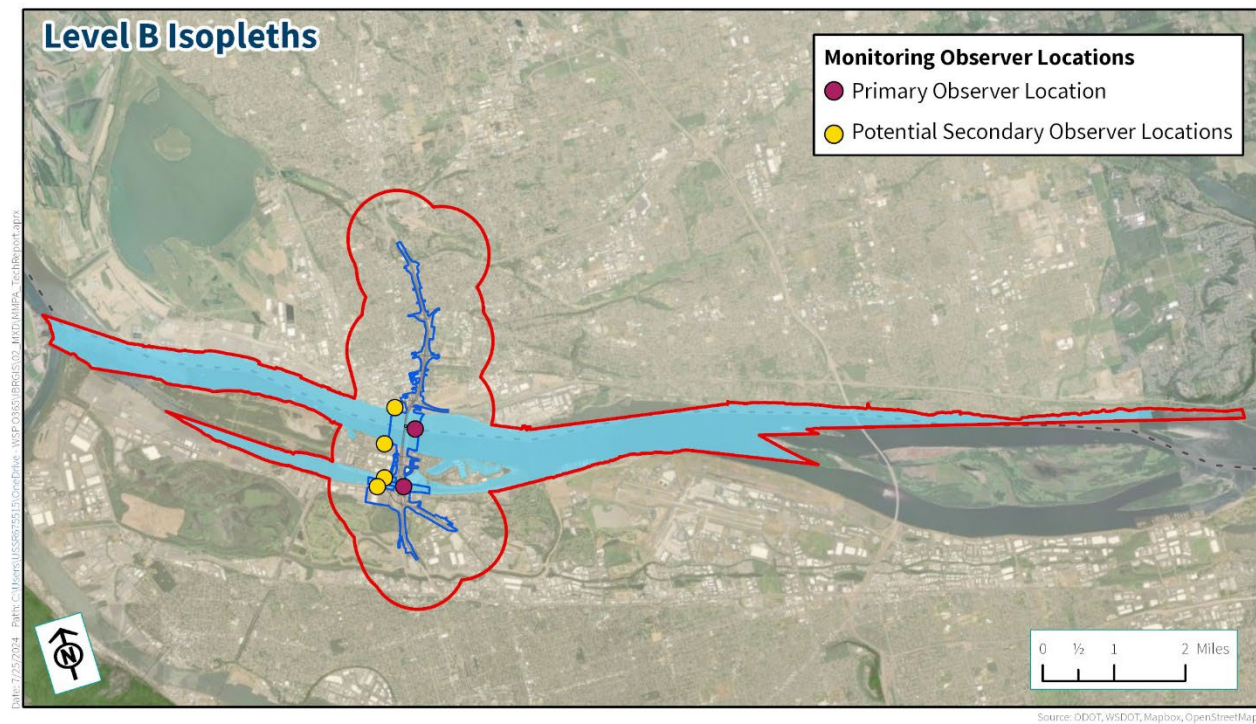 Level B Isopleths
Monitoring Observer Locations
Primary Observer Location
Potential Secondary Observer Locations
N
0 ½ 1 2 Miles
Source: ODOT, WSDOT, Mapbox, OpenStreetMap